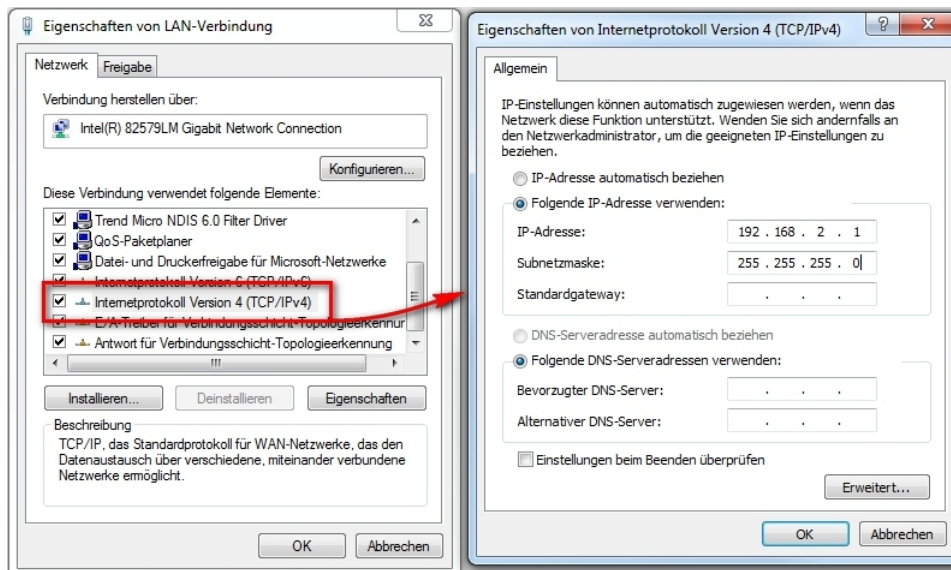 Eigenschaften von LAN-Verbindung
Netzwerk
Freigabe
Verbindung herstellen über:
Intel(R) 82579LM Gigabit Network Connection
Konfigurieren...
Diese Verbindung verwendet folgende Elemente:
Trend Micro NDIS 6.0 Filter Driver
QoS-Paketplaner
Datei- und Druckerfreigabe für Microsoft-Netzwerke
Internetprotokoll Version 6 (TCP/IPv6)
Internetprotokoll Version 4 (TCP/IPv4)
E/A-Treiber für Verbindungsschicht-Topologieerkennur
Antwort für Verbindungsschicht-Topologieerkennung
Installieren...
Deinstallieren
Eigenschaften
Beschreibung
TCP/IP, das Standardprotokoll für WAN-Netzwerke, das den
Datenaustausch über verschiedene, miteinander verbundene
Netzwerke ermöglicht.
OK
Abbrechen
Eigenschaften von Internetprotokoll Version 4 (TCP/IPv4)
Allgemein
IP-Einstellungen können automatisch zugewiesen werden, wenn das
Netzwerk diese Funktion unterstützt. Wenden Sie sich andernfalls an
den Netzwerkadministrator, um die geeigneten IP-Einstellungen zu
beziehen.
IP-Adresse automatisch beziehen
Folgende IP-Adresse verwenden:
IP-Adresse: 192 . 168 . 2 . 1
Subnetzmaske: 255 . 255 . 255 . 0
Standardgateway: . . .
DNS-Serveradresse automatisch beziehen
Folgende DNS-Serveradressen verwenden:
Bevorzugter DNS-Server: . . .
Alternativer DNS-Server: . . .
Einstellungen beim Beenden überprüfen
Erweitert...
OK
Abbrechen